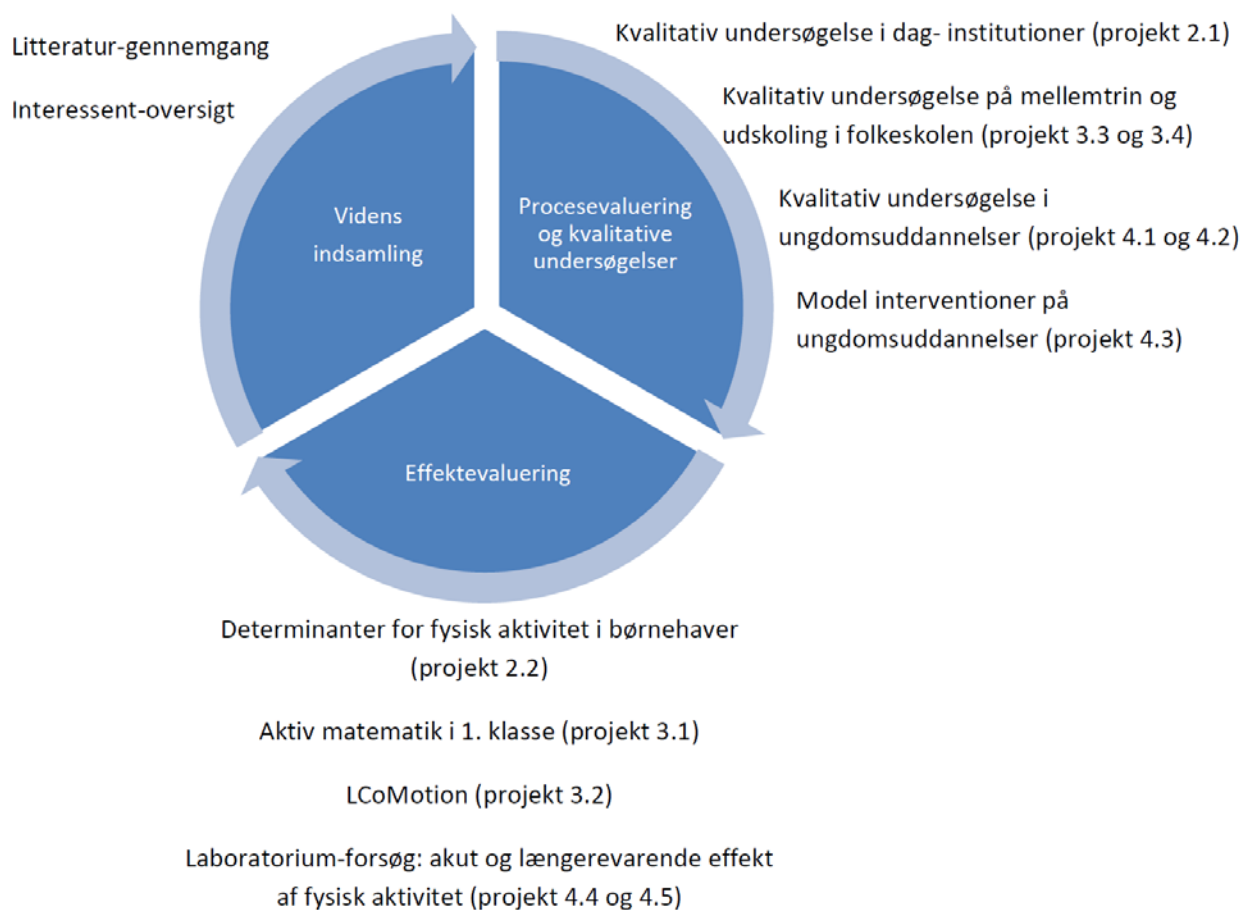 Litteratur-gennemgang
Interessent-oversigt
Videns
indsamling
Kvalitativ undersøgelse i dag- institutioner (projekt 2.1)
Kvalitativ undersøgelse på mellemtrin og
udskoling i folkeskolen (projekt 3.3 og 3.4)
Kvalitativ undersøgelse i
ungdomsuddannelser (projekt 4.1 og 4.2)
Model interventioner på
ungdomsuddannelser (projekt 4.3)
Procesevaluering
og kvalitative
undersøgelser
Effektevaluering
Determinanter for fysisk aktivitet i børnehaver
(projekt 2.2)
Aktiv matematik i 1. klasse (projekt 3.1)
LCoMotion (projekt 3.2)
Laboratorium-forsøg: akut og længerevarende effekt
af fysisk aktivitet (projekt 4.4 og 4.5)